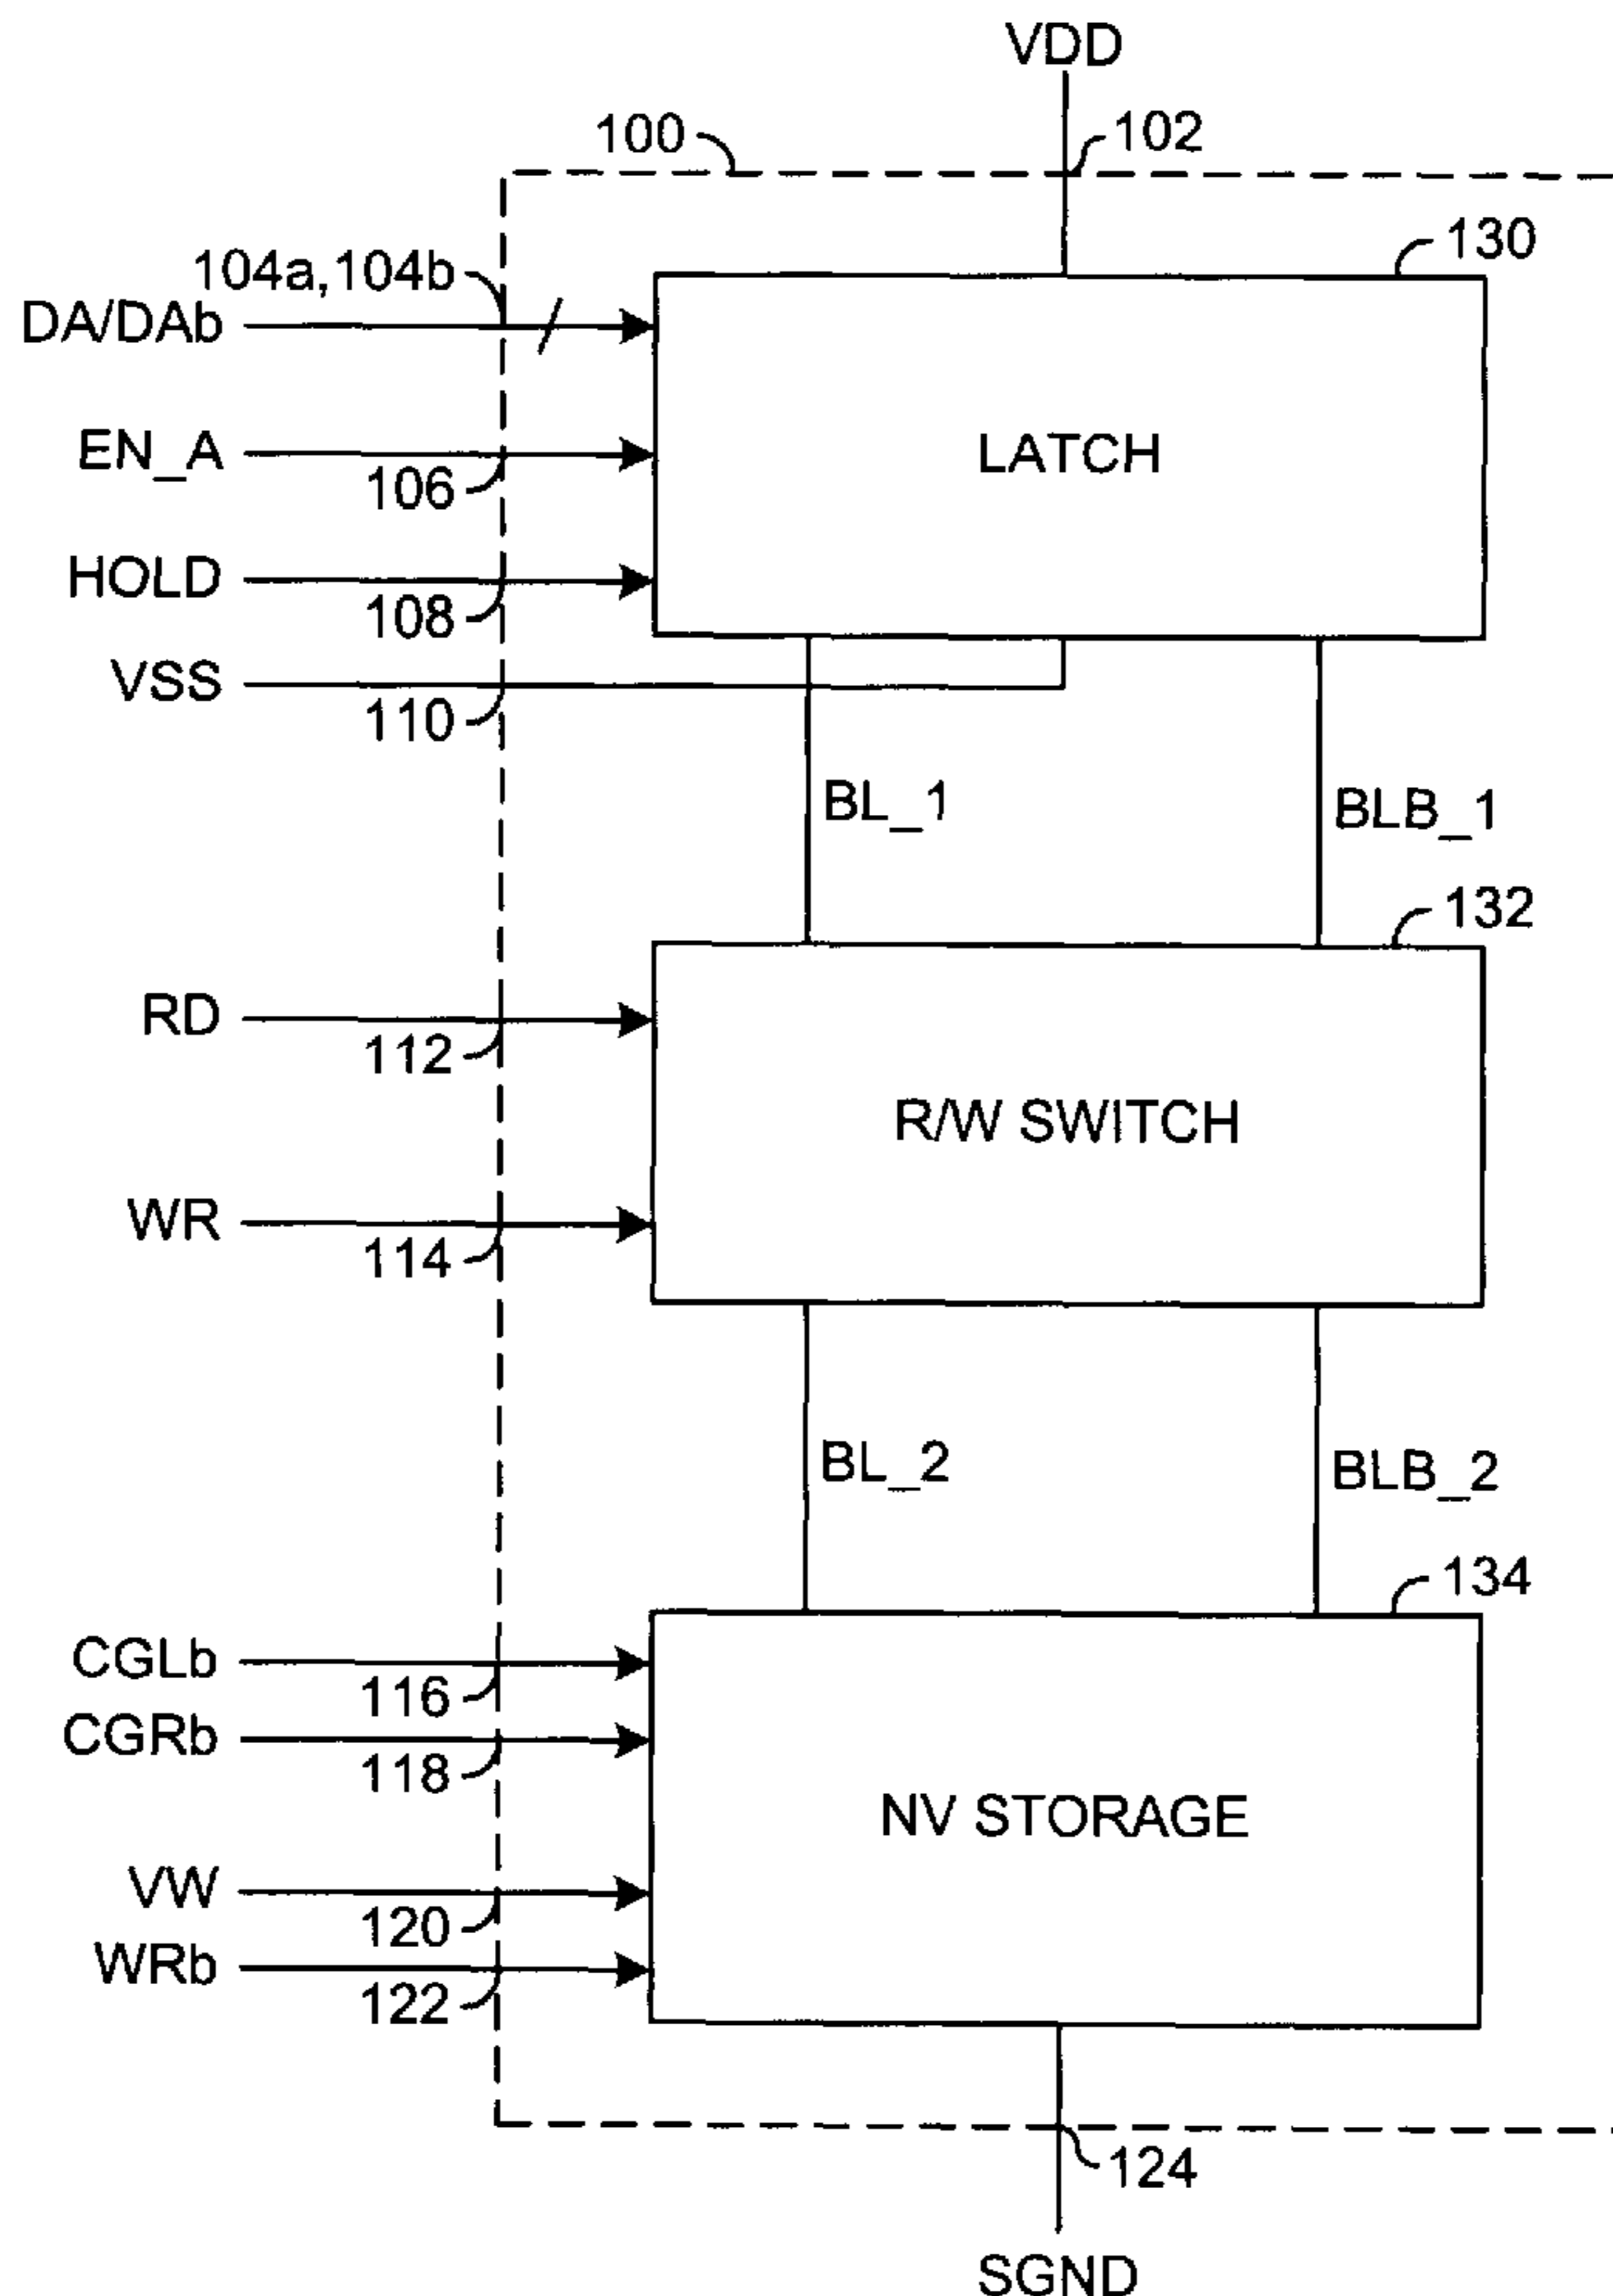 VDD
100
102
130
104a,104b
DA/DAb
EN_A
106
LATCH
HOLD
108
VSS
110
BL_1
BLB_1
132
RD
112
R/W SWITCH
WR
114
BL_2
BLB_2
134
CGLb
116
CGRb
118
NV STORAGE
VW
120
WRb
122
124
SGND